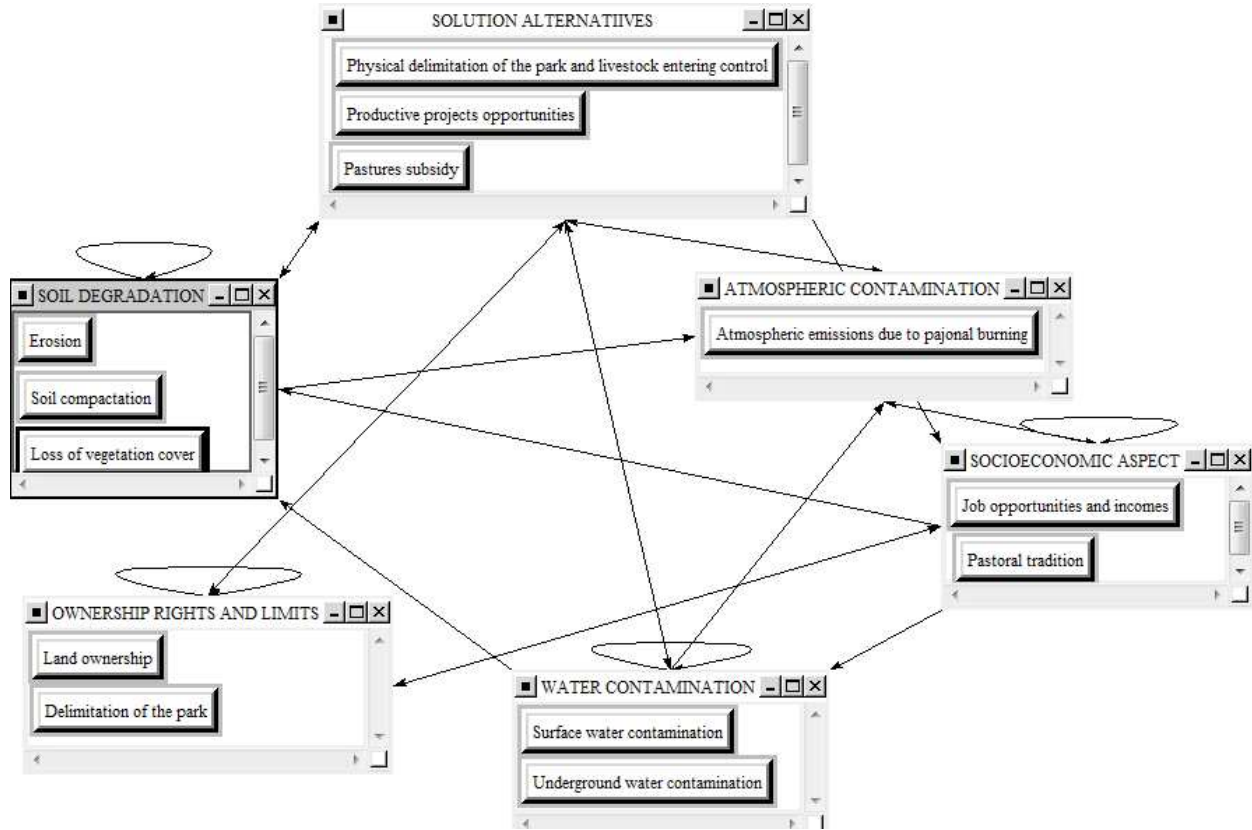 SOLUTION ALTERNATIIVES
Physical delimitation of the park and livestock entering control
Productive projects opportunities
Pastures subsidy
SOIL DEGRADATION
Erosion
Soil compactation
Loss of vegetation cover
ATMOSPHERIC CONTAMINATION
Atmospheric emissions due to pajonal burning
SOCIOECONOMIC ASPECT
Job opportunities and incomes
Pastoral tradition
OWNERSHIP RIGHTS AND LIMITS
Land ownership
Delimitation of the park
WATER CONTAMINATION
Surface water contamination
Underground water contamination